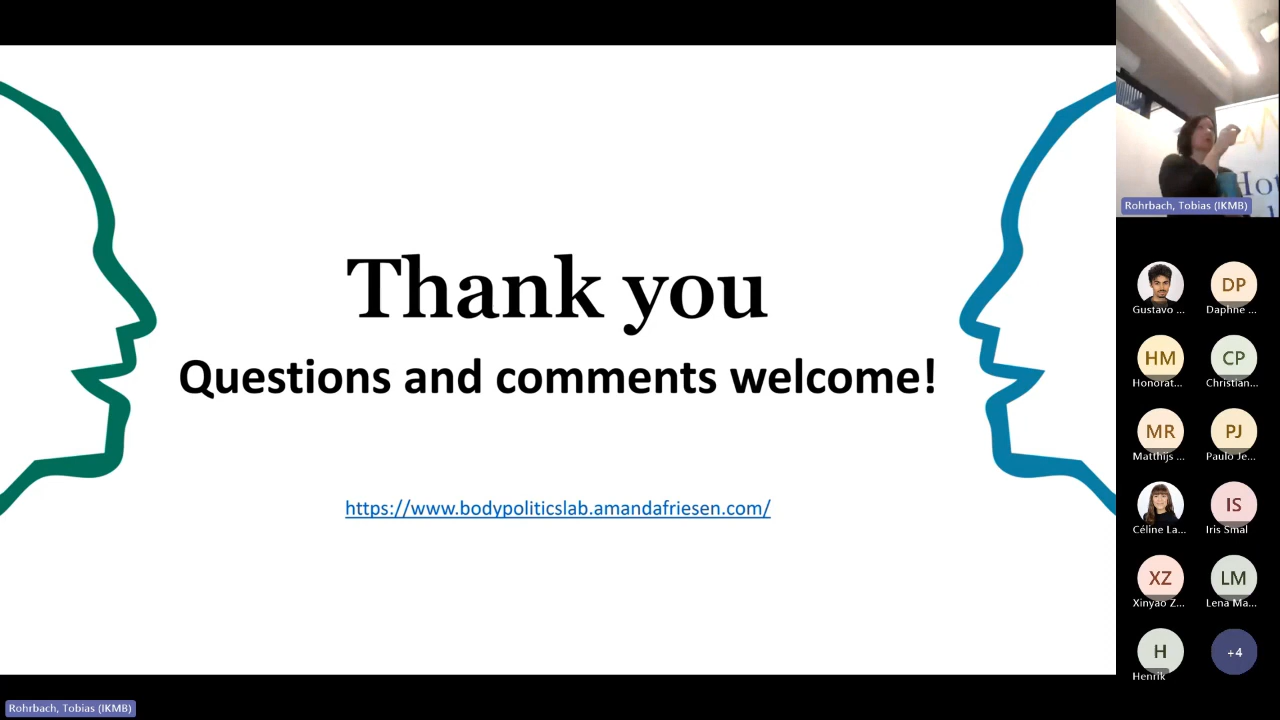 Thank you
Questions and comments welcome!
https://www.bodypoliticslab.amandafriesen.com/
Rohrbach, Tobias (IKMB)
Gustavo ...
DP
Daphne ...
HM
Honorat...
CP
Christian...
MR
Matthijs ...
PJ
Paulo Je...
Céline La...
IS
Iris Smal
XZ
Xinyao Z...
LM
Lena Ma...
H
Henrik
+4
Rohrbach, Tobias (IKMB)